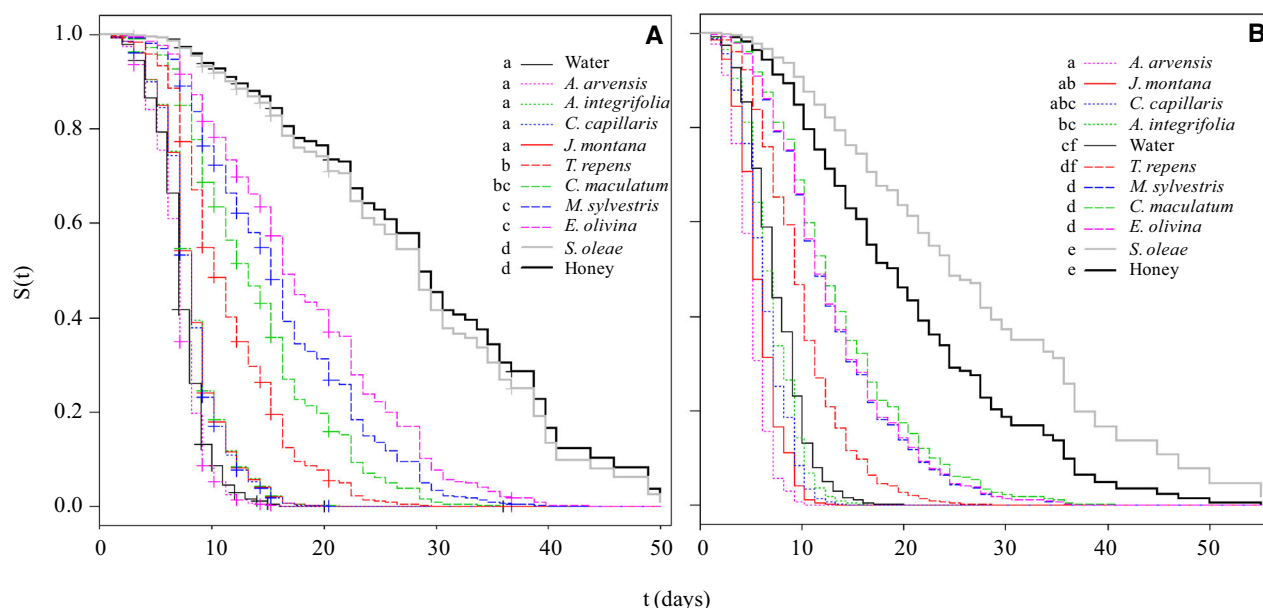 A
a Water
a A. arvensis
a A. integrifolia
a C. capillaris
a J. montana
b T. repens
bc C. maculatum
c M. sylvestris
c E. olivina
d S. oleae
d Honey
B
a A. arvensis
ab J. montana
abc C. capillaris
bc A. integrifolia
cf Water
df T. repens
d M. sylvestris
d C. maculatum
d E. olivina
e S. oleae
e Honey
S(t)
1.0
0.8
0.6
0.4
0.2
0.0
0 10 20 30 40 50
0 10 20 30 40 50
t (days)